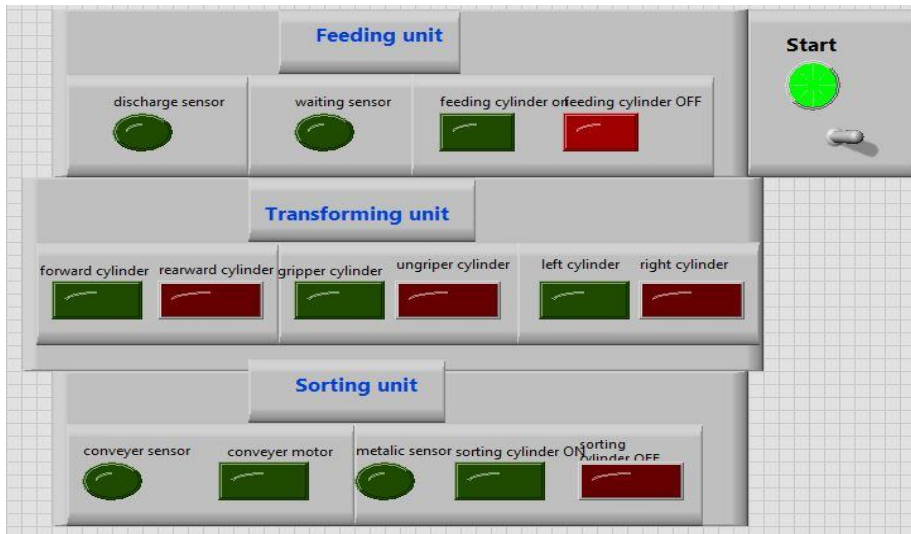 Feeding unit
Start
discharge sensor
waiting sensor
feeding cylinder on
feeding cylinder OFF
Transforming unit
forward cylinder
rearward cylinder
gripper cylinder
ungriper cylinder
left cylinder
right cylinder
Sorting unit
conveyer sensor
conveyer motor
metalic sensor
sorting cylinder ON
sorting
cylinder OFF